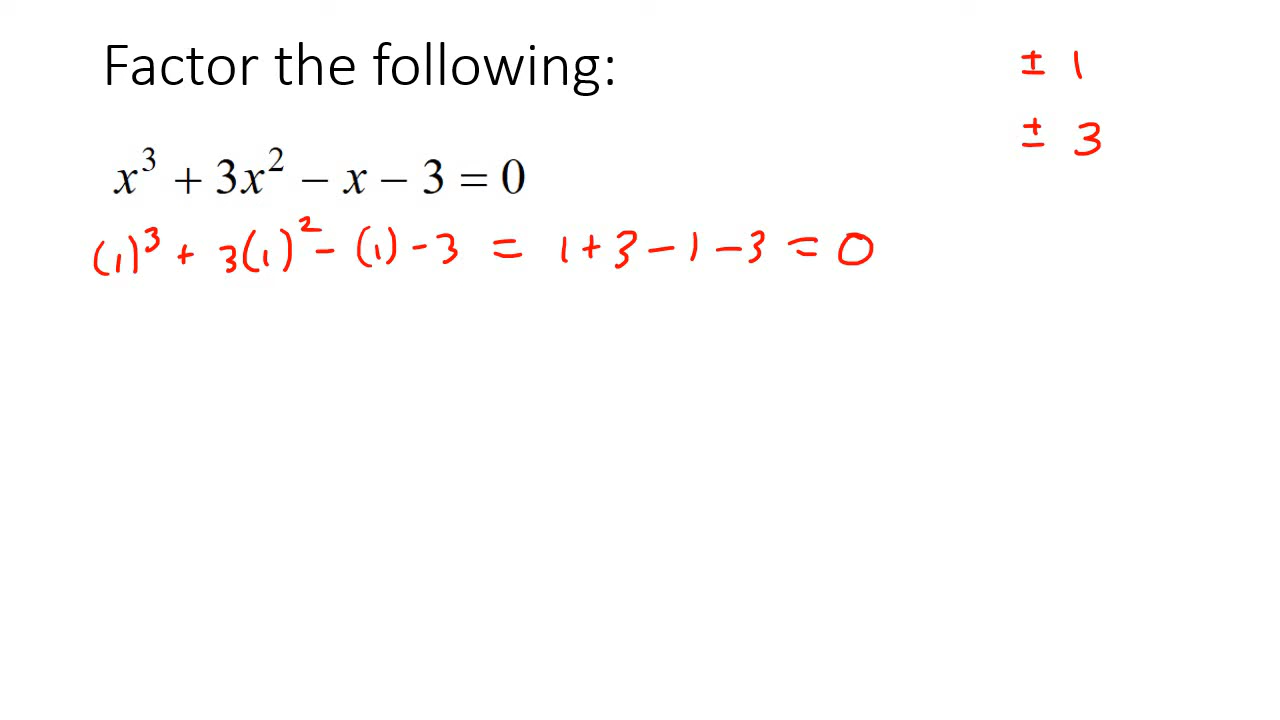 Factor the following:
± 1
± 3
x³ + 3x² − x − 3 = 0
(1)³ + 3(1)² − (1) − 3 = 1 + 3 − 1 − 3 = 0